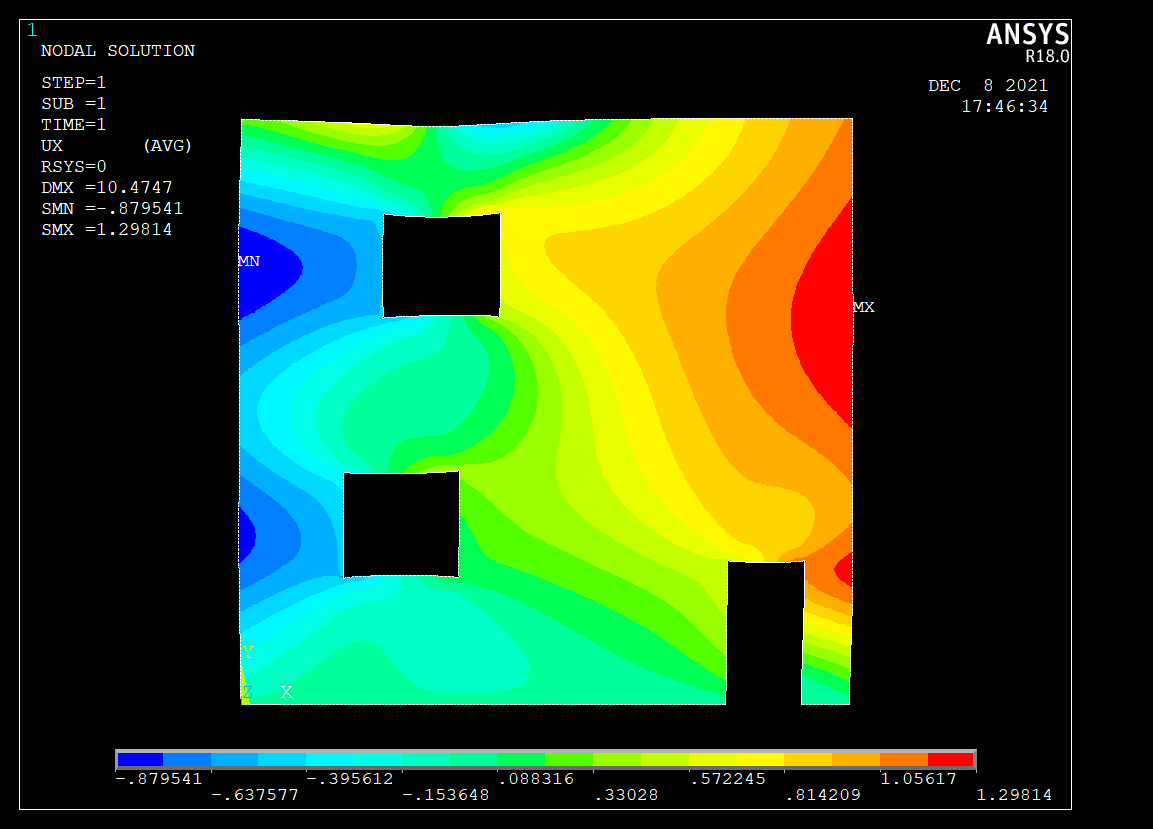 1
ANSYS
R18.0
NODAL SOLUTION
DEC  8 2021
17:46:34
STEP=1
SUB =1
TIME=1
UX       (AVG)
RSYS=0
DMX =10.4747
SMN =-.879541
SMX =1.29814
MN
MX
Y
Z X
-.879541 -.395612 .088316 .572245 1.05617
-.637577 -.153648 .33028 .814209 1.29814